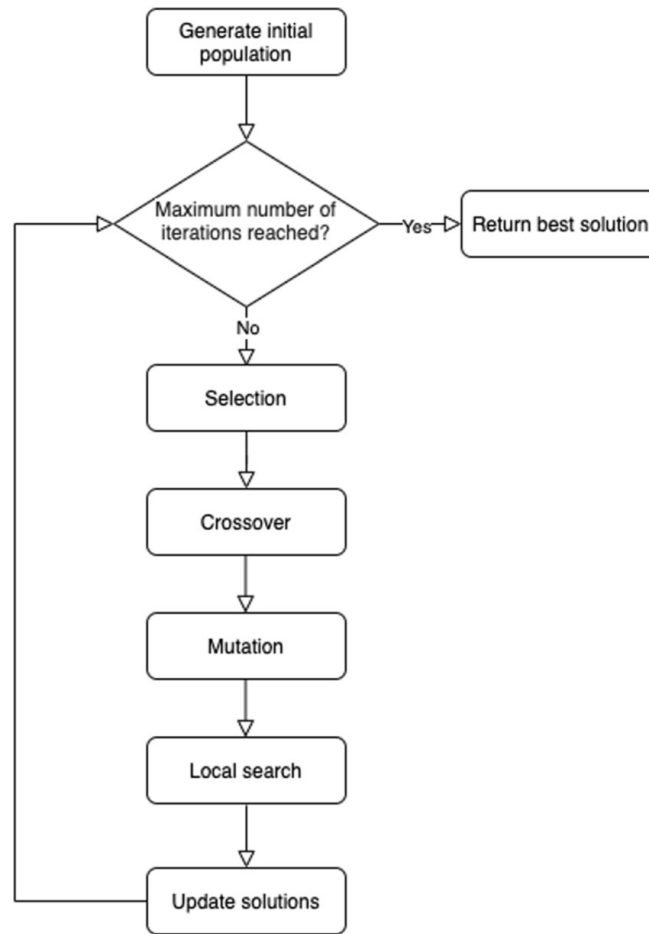 Generate initial
population
Maximum number of
iterations reached?
Yes
Return best solution
No
Selection
Crossover
Mutation
Local search
Update solutions